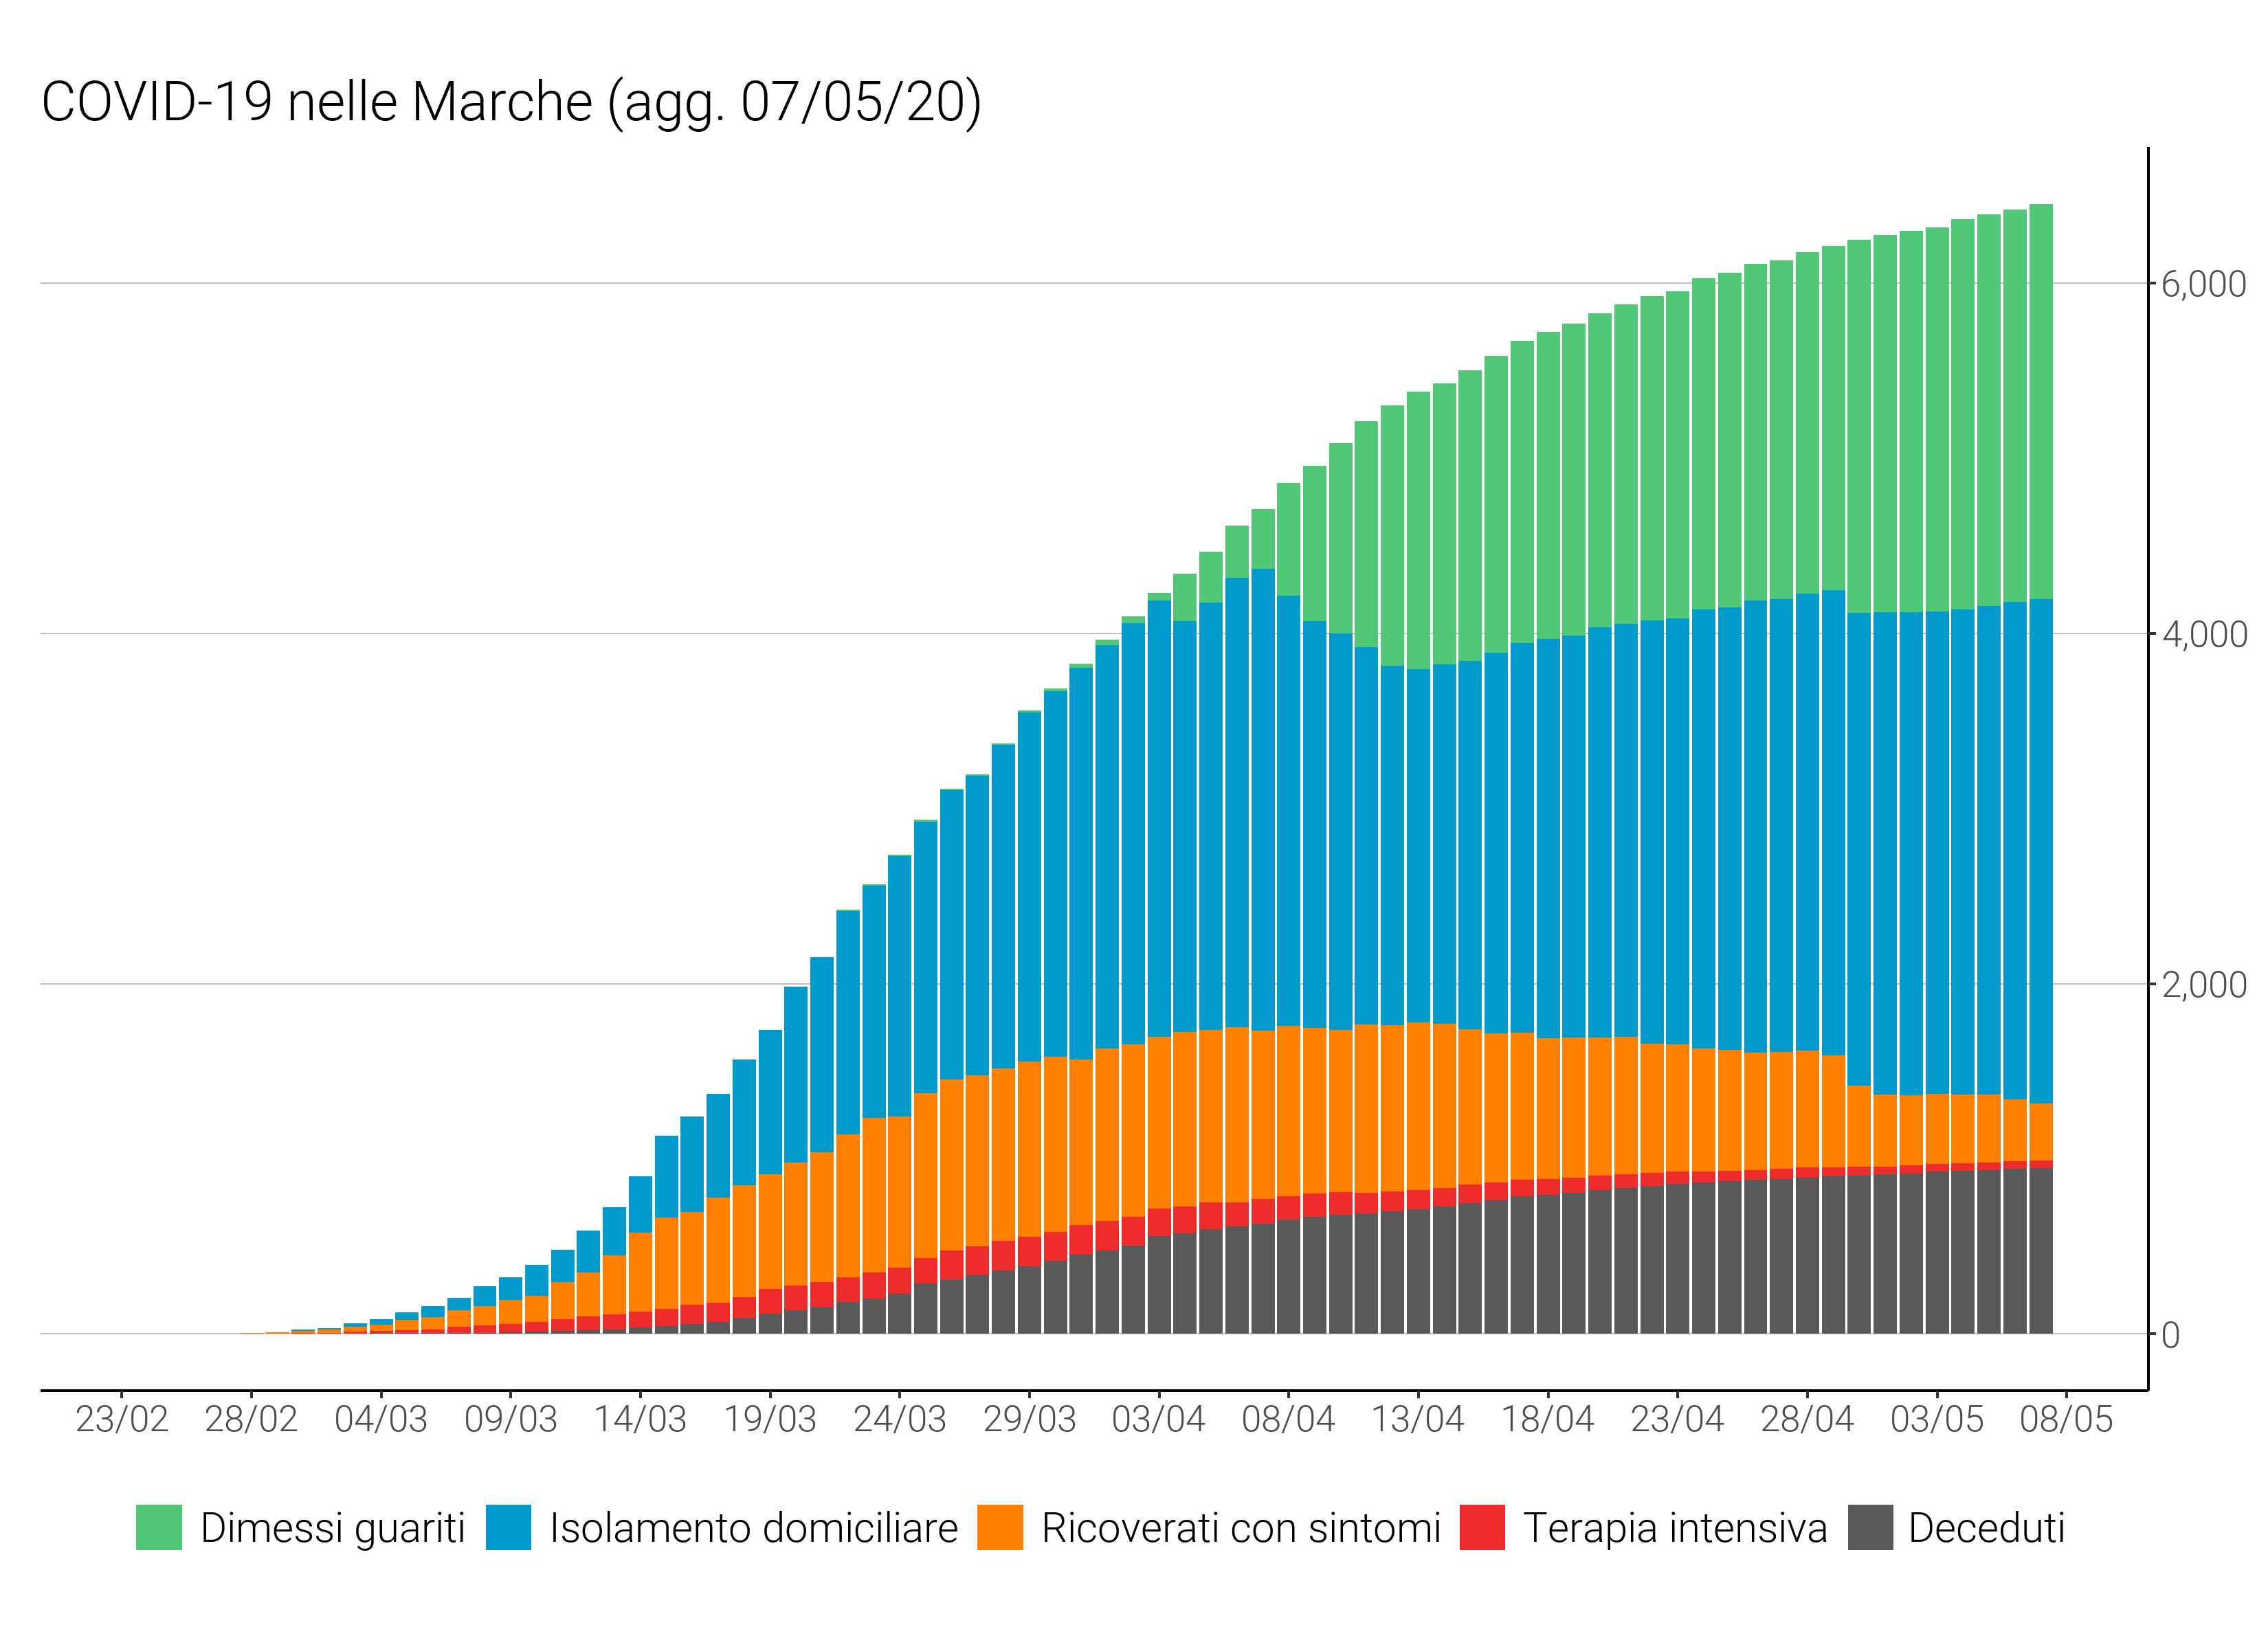 COVID-19 nelle Marche (agg. 07/05/20)
6,000
4,000
2,000
0
23/02 28/02 04/03 09/03 14/03 19/03 24/03 29/03 03/04 08/04 13/04 18/04 23/04 28/04 03/05 08/05
Dimessi guariti Isolamento domiciliare Ricoverati con sintomi Terapia intensiva Deceduti